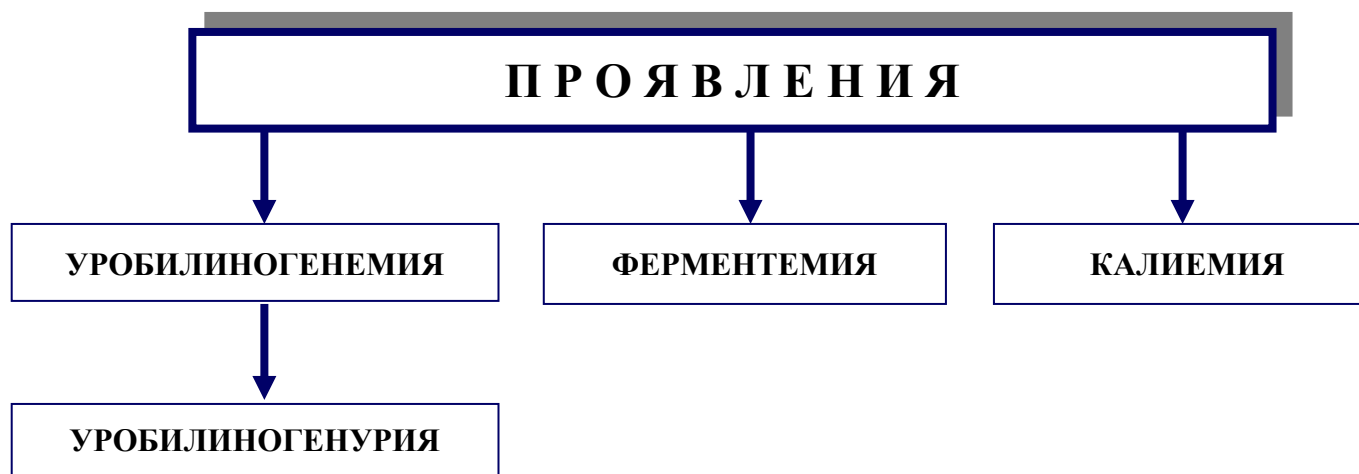 П Р О Я В Л Е Н И Я
УРОБИЛИНОГЕНЕМИЯ
ФЕРМЕНТЕМИЯ
КАЛИЕМИЯ
УРОБИЛИНОГЕНУРИЯ